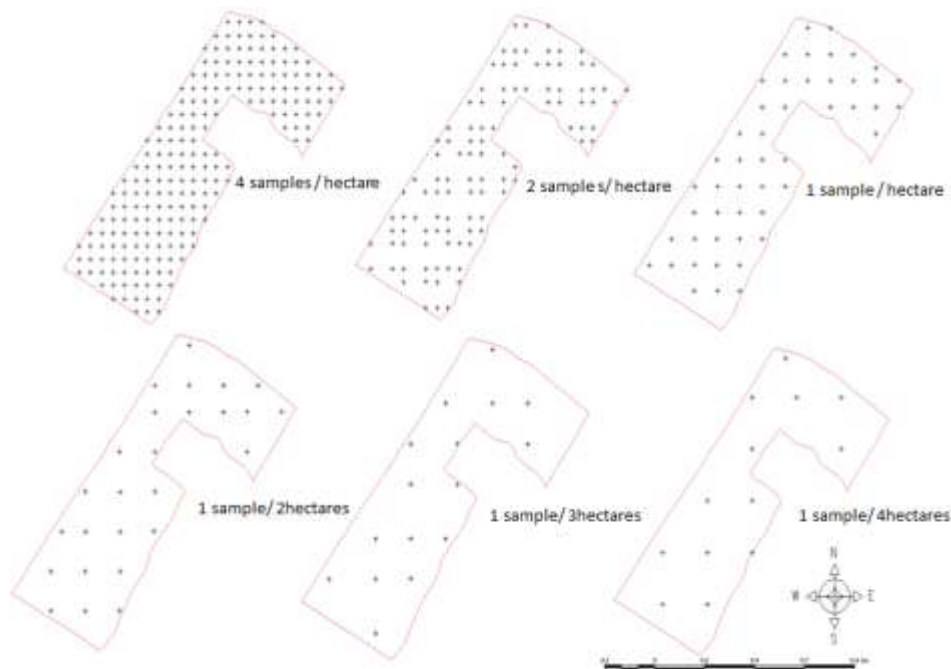 4 samples / hectare
2 sample s/ hectare
1 sample / hectare
1 sample/ 2hectares
1 sample/ 3hectares
1 sample/ 4hectares
N
W E
S